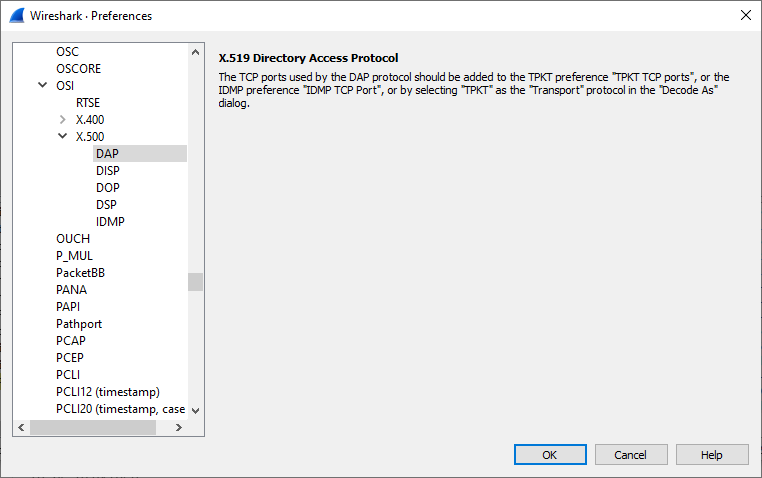 Wireshark · Preferences
OSC
OSCORE
OSI
RTSE
X.400
X.500
DAP
DISP
DOP
DSP
IDMP
OUCH
P_MUL
PacketBB
PANA
PAPI
Pathport
PCAP
PCEP
PCLI
PCLI12 (timestamp)
PCLI20 (timestamp, case
X.519 Directory Access Protocol
The TCP ports used by the DAP protocol should be added to the TPKT preference "TPKT TCP ports", or the
IDMP preference "IDMP TCP Port", or by selecting "TPKT" as the "Transport" protocol in the "Decode As"
dialog.
OK
Cancel
Help